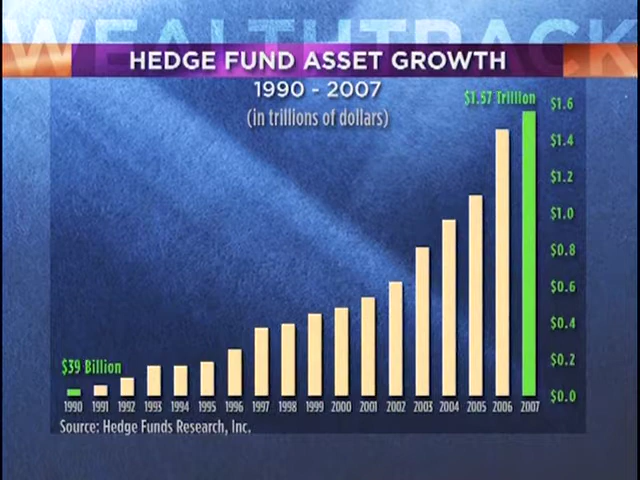 WEALTHTRACK
HEDGE FUND ASSET GROWTH
1990 - 2007
(in trillions of dollars)
$1.57 Trillion
$1.6
$1.4
$1.2
$1.0
$0.8
$0.6
$0.4
$0.2
$0.0
$39 Billion
1990 1991 1992 1993 1994 1995 1996 1997 1998 1999 2000 2001 2002 2003 2004 2005 2006 2007
Source: Hedge Funds Research, Inc.